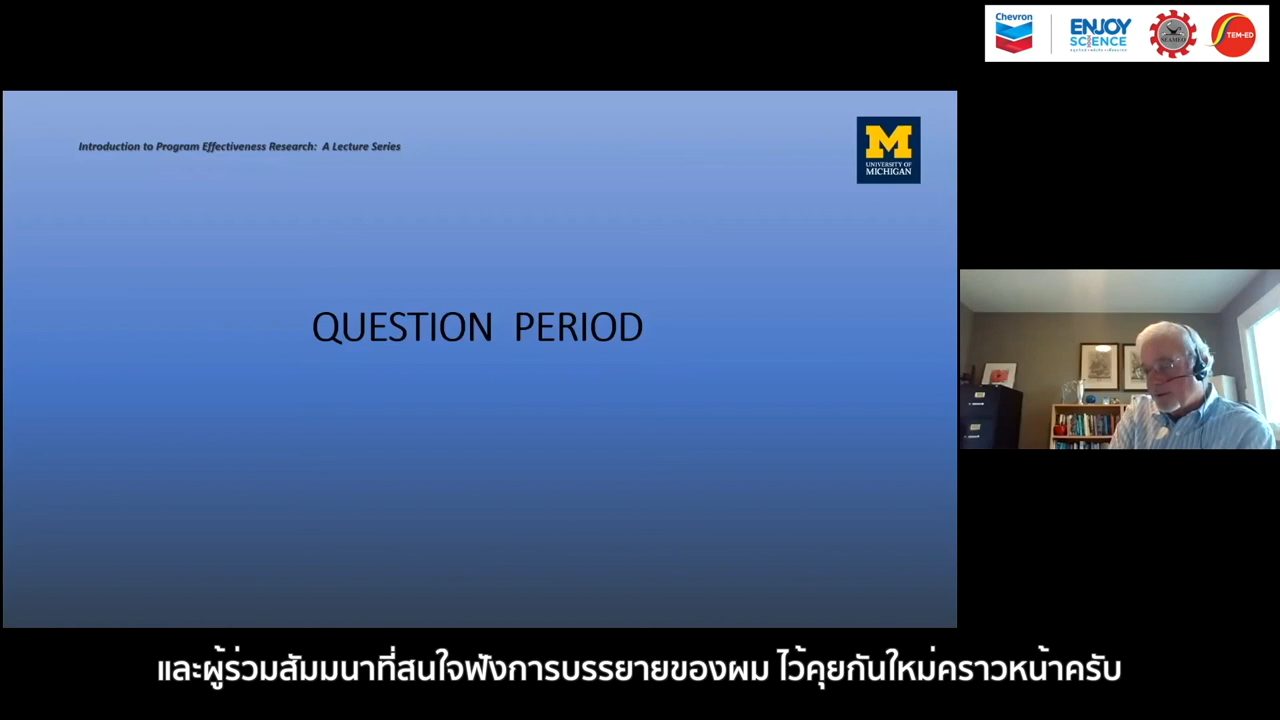 Chevron
ENJOY
SCIENCE
SEAMEO
STEM-ED
Introduction to Program Effectiveness Research: A Lecture Series
M
UNIVERSITY OF
MICHIGAN
QUESTION PERIOD
และผู้ร่วมสัมมนาที่สนใจฟังการบรรยายของผม ไว้คุยกันใหม่คราวหน้าครับ